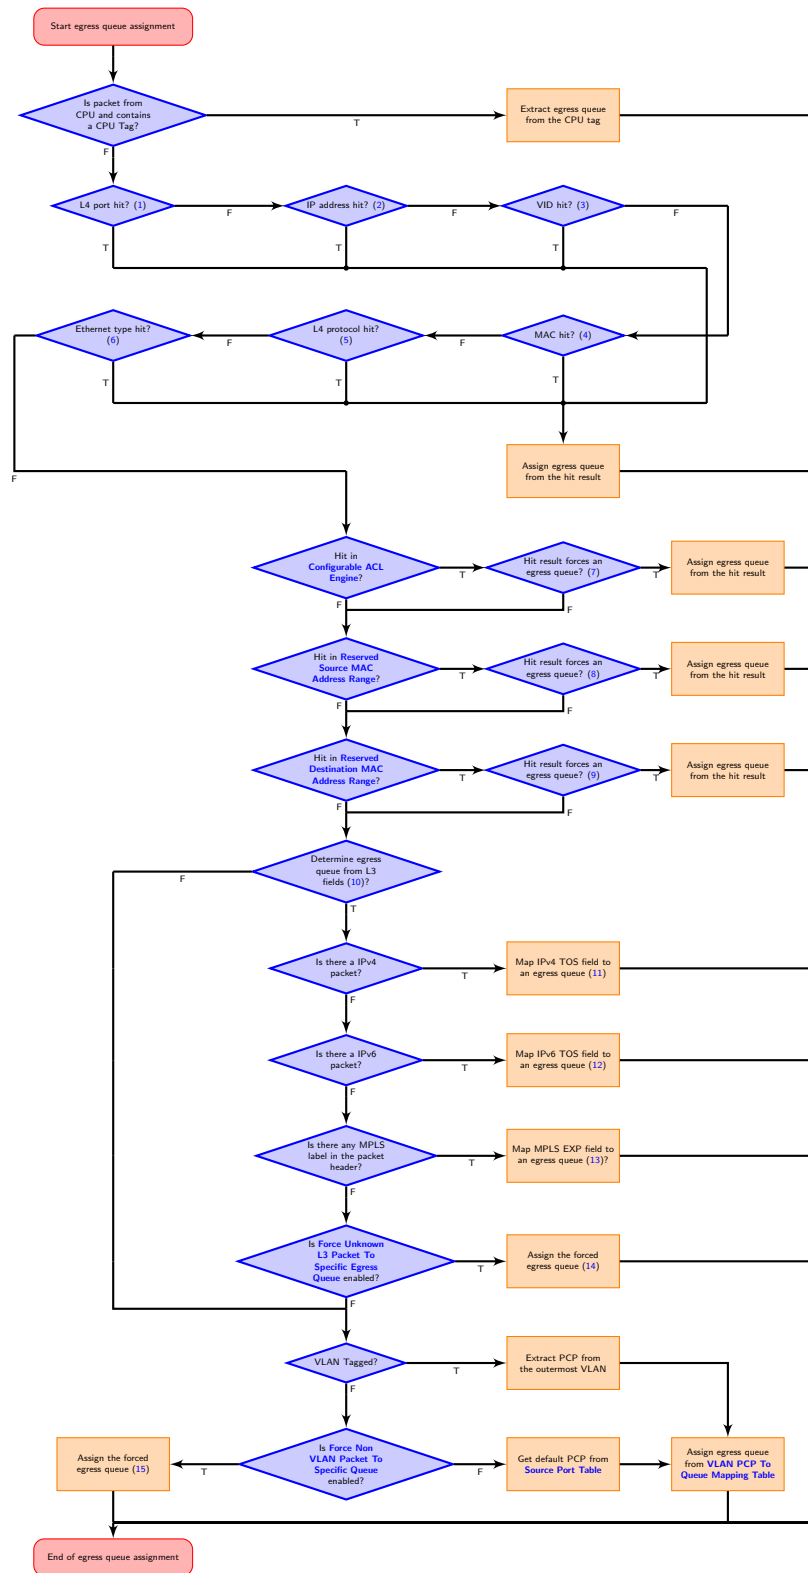 Start egress queue assignment
Is packet from
CPU and contains
a CPU Tag?
T
Extract egress queue
from the CPU tag
F
L4 port hit? (1)
F
IP address hit? (2)
F
VID hit? (3)
F
T
T
T
Ethernet type hit?
(6)
F
L4 protocol hit?
(5)
F
MAC hit? (4)
T
T
T
Assign egress queue
from the hit result
F
Hit in
Configurable ACL
Engine?
T
Hit result forces an
egress queue? (7)
T
Assign egress queue
from the hit result
F
F
Hit in Reserved
Source MAC
Address Range?
T
Hit result forces an
egress queue? (8)
T
Assign egress queue
from the hit result
F
F
Hit in Reserved
Destination MAC
Address Range?
T
Hit result forces an
egress queue? (9)
T
Assign egress queue
from the hit result
F
F
Determine egress
queue from L3
fields (10)?
F
T
Is there a IPv4
packet?
T
Map IPv4 TOS field to
an egress queue (11)
F
Is there a IPv6
packet?
T
Map IPv6 TOS field to
an egress queue (12)
F
Is there any MPLS
label in the packet
header?
T
Map MPLS EXP field to
an egress queue (13)?
F
Is Force Unknown
L3 Packet To
Specific Egress
Queue enabled?
T
Assign the forced
egress queue (14)
F
VLAN Tagged?
T
Extract PCP from
the outermost VLAN
F
Assign the forced
egress queue (15)
T
Is Force Non
VLAN Packet To
Specific Queue
enabled?
F
Get default PCP from
Source Port Table
Assign egress queue
from VLAN PCP To
Queue Mapping Table
End of egress queue assignment